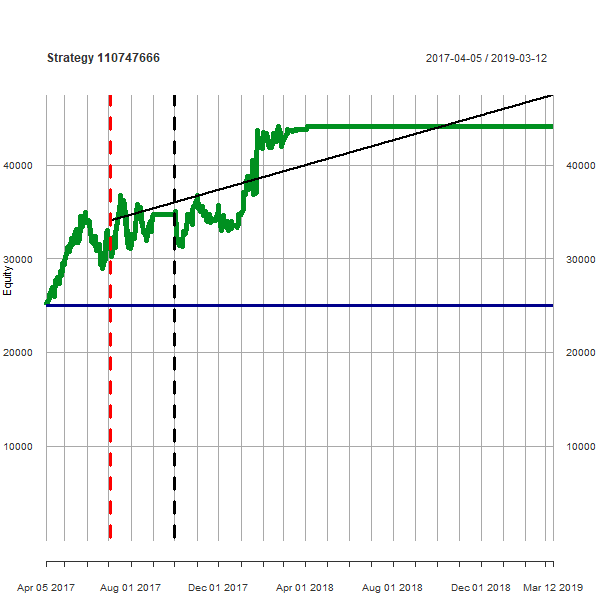 Strategy 110747666
2017-04-05 / 2019-03-12
40000
40000
30000
30000
Equity
20000
20000
10000
10000
Apr 05 2017
Aug 01 2017
Dec 01 2017
Apr 01 2018
Aug 01 2018
Dec 01 2018
Mar 12 2019